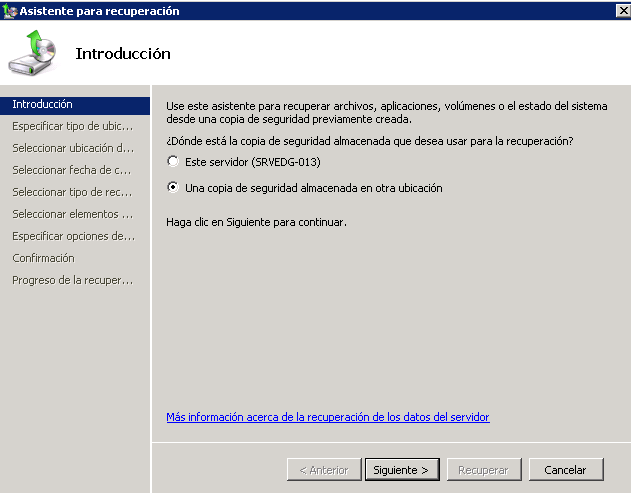 Asistente para recuperación
Introducción
Introducción
Especificar tipo de ubic...
Seleccionar ubicación d...
Seleccionar fecha de c...
Seleccionar tipo de rec...
Seleccionar elementos ...
Especificar opciones de...
Confirmación
Progreso de la recuper...
Use este asistente para recuperar archivos, aplicaciones, volúmenes o el estado del sistema
desde una copia de seguridad previamente creada.
¿Dónde está la copia de seguridad almacenada que desea usar para la recuperación?
Este servidor (SRVEDG-013)
Una copia de seguridad almacenada en otra ubicación
Haga clic en Siguiente para continuar.
Más información acerca de la recuperación de los datos del servidor
< Anterior
Siguiente >
Recuperar
Cancelar